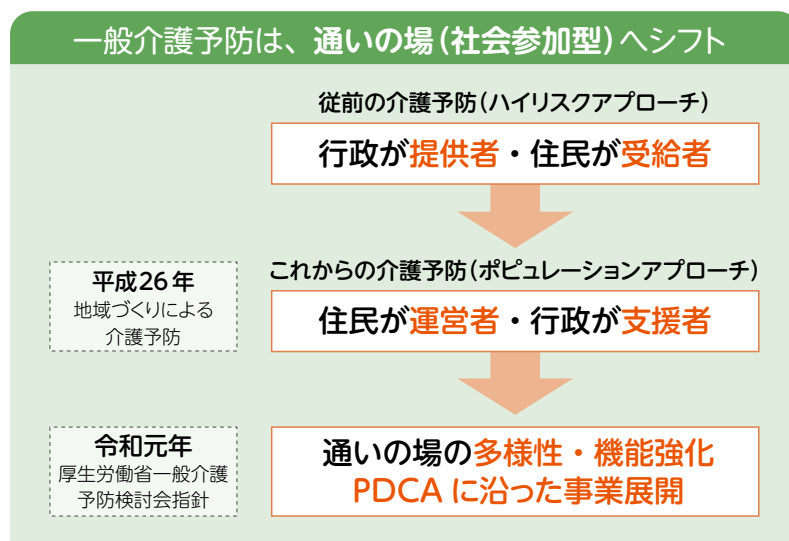 一般介護予防は、通いの場(社会参加型)へシフト
従前の介護予防(ハイリスクアプローチ)
行政が提供者・住民が受給者
平成26年
地域づくりによる
介護予防
これからの介護予防(ポピュレーションアプローチ)
住民が運営者・行政が支援者
令和元年
厚生労働省一般介護
予防検討会指針
通いの場の多様性・機能強化
PDCAに沿った事業展開